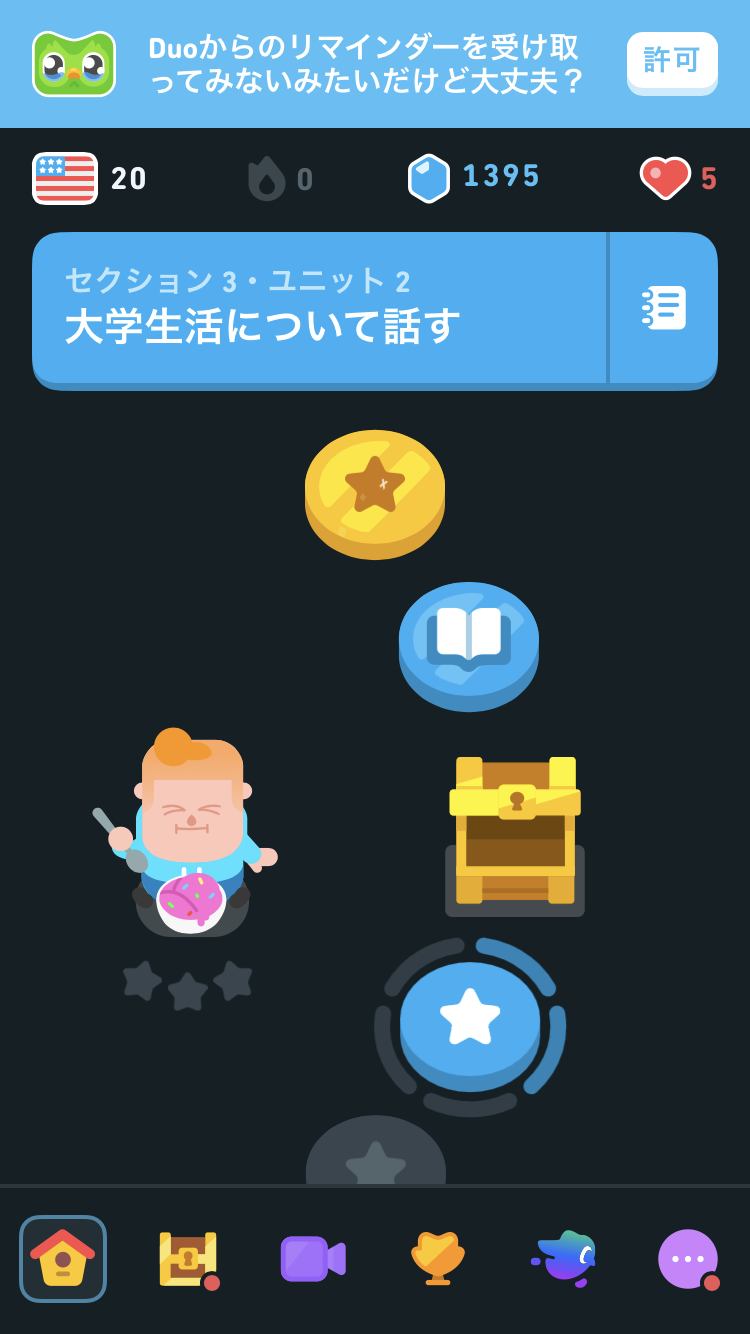 Duoからのリマインダーを受け取
ってみないみたいだけど大丈夫？
許可
20
0
1395
5
セクション 3・ユニット 2
大学生活について話す